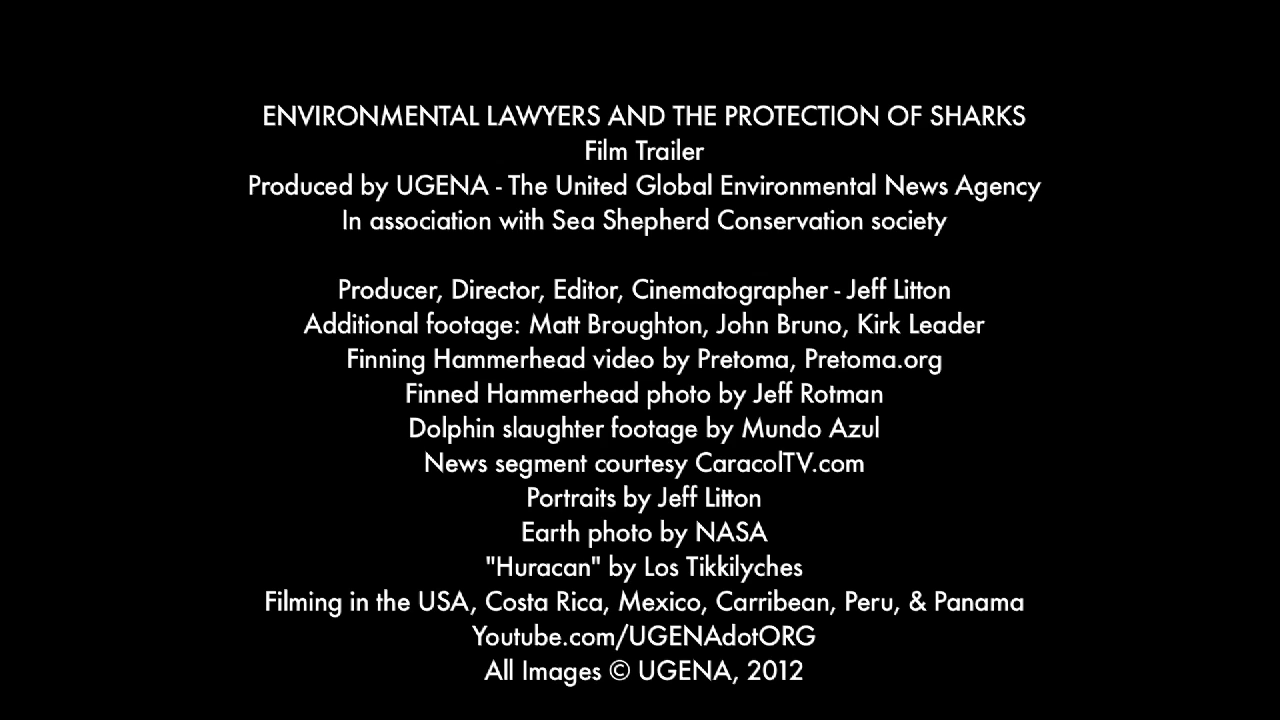 ENVIRONMENTAL LAWYERS AND THE PROTECTION OF SHARKS
Film Trailer
Produced by UGENA - The United Global Environmental News Agency
In association with Sea Shepherd Conservation society
Producer, Director, Editor, Cinematographer - Jeff Litton
Additional footage: Matt Broughton, John Bruno, Kirk Leader
Finning Hammerhead video by Pretoma, Pretoma.org
Finned Hammerhead photo by Jeff Rotman
Dolphin slaughter footage by Mundo Azul
News segment courtesy CaracolTV.com
Portraits by Jeff Litton
Earth photo by NASA
"Huracan" by Los Tikkilyches
Filming in the USA, Costa Rica, Mexico, Carribean, Peru, & Panama
Youtube.com/UGENAdotORG
All Images © UGENA, 2012